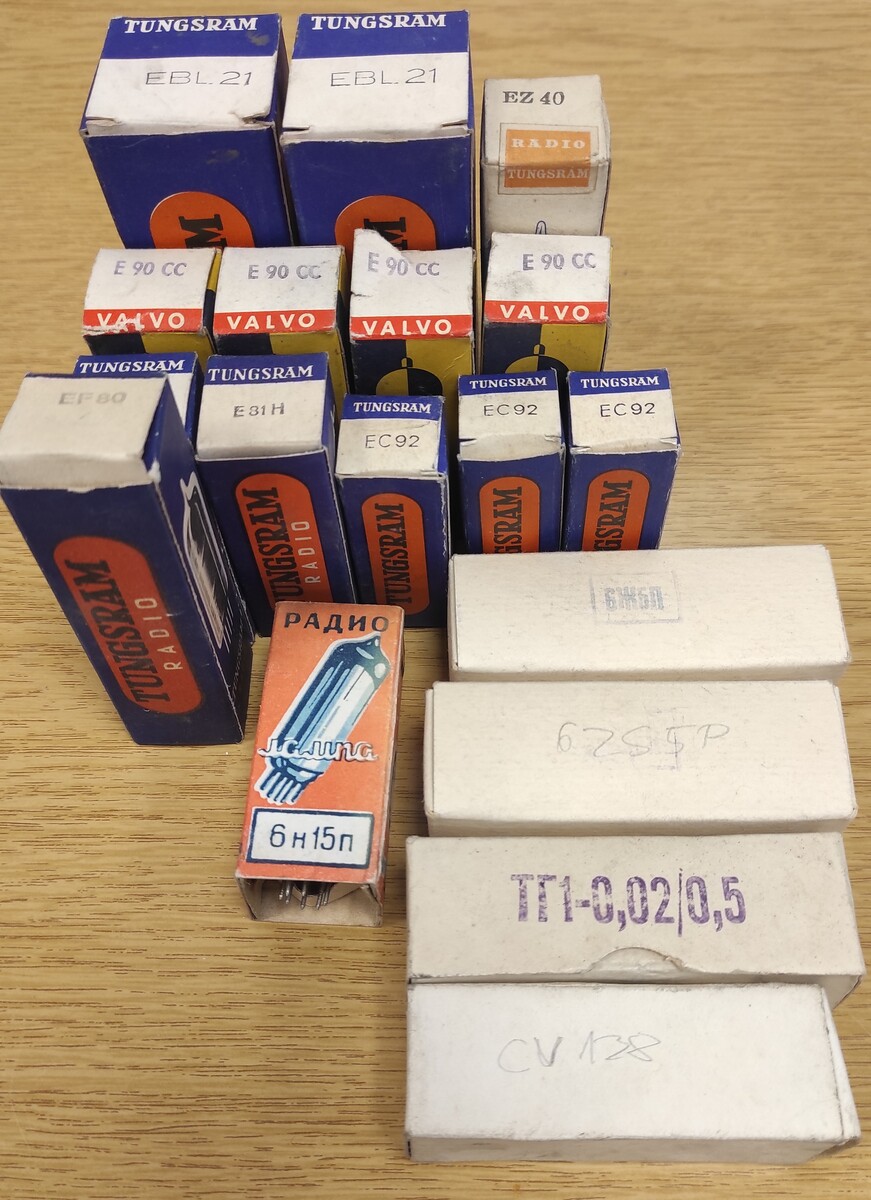 TUNGSRAM
EBL 21
TUNGSRAM
EBL 21
EZ 40
RADIO
TUNGSRAM
E 90 CC
VALVO
E 90 CC
VALVO
E 90 CC
VALVO
E 90 CC
VALVO
TUNGSRAM
EF80
TUNGSRAM
RADIO
TUNGSRAM
E81H
TUNGSRAM
RADIO
TUNGSRAM
EC92
TUNGSRAM
TUNGSRAM
EC92
TUNGSRAM
EC92
6Ж5П
6ZS5P
РАДИО
лампа
6н15п
ТГ1-0,02/0,5
CV 138